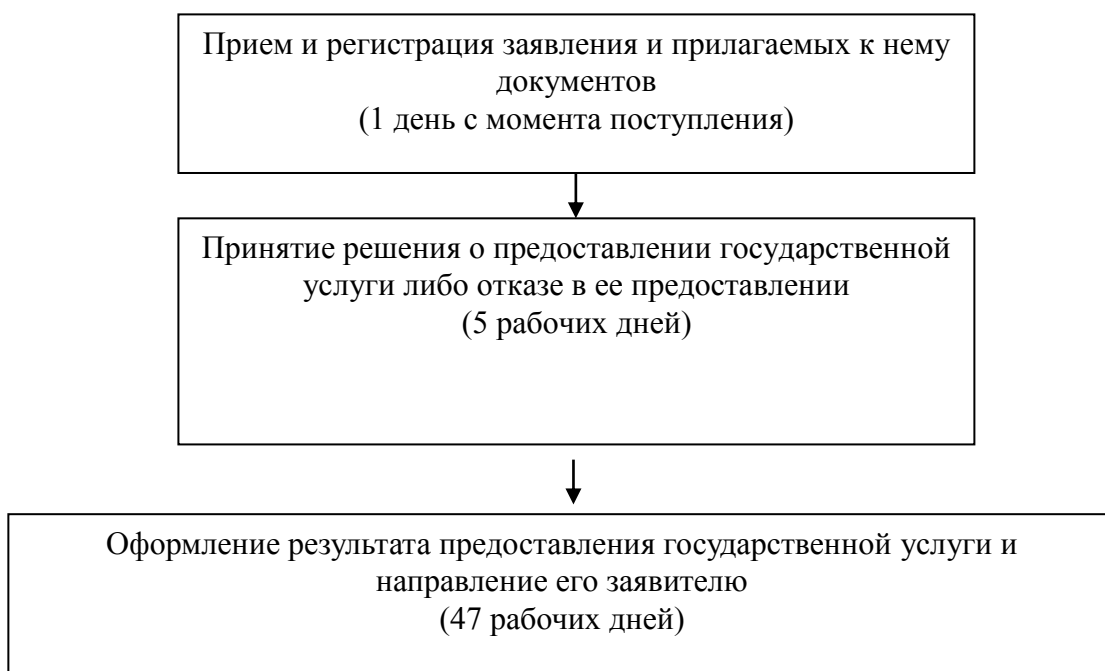 Прием и регистрация заявления и прилагаемых к нему
документов
(1 день с момента поступления)
Принятие решения о предоставлении государственной
услуги либо отказе в ее предоставлении
(5 рабочих дней)
Оформление результата предоставления государственной услуги и
направление его заявителю
(47 рабочих дней)